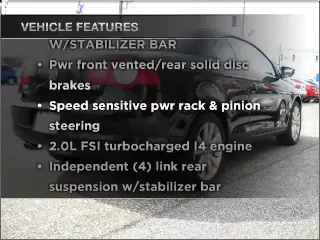 VEHICLE FEATURES
W/STABILIZER BAR
• Pwr front vented/rear solid disc
brakes
• Speed sensitive pwr rack & pinion
steering
• 2.0L FSI turbocharged I4 engine
• Independent (4) link rear
suspension w/stabilizer bar